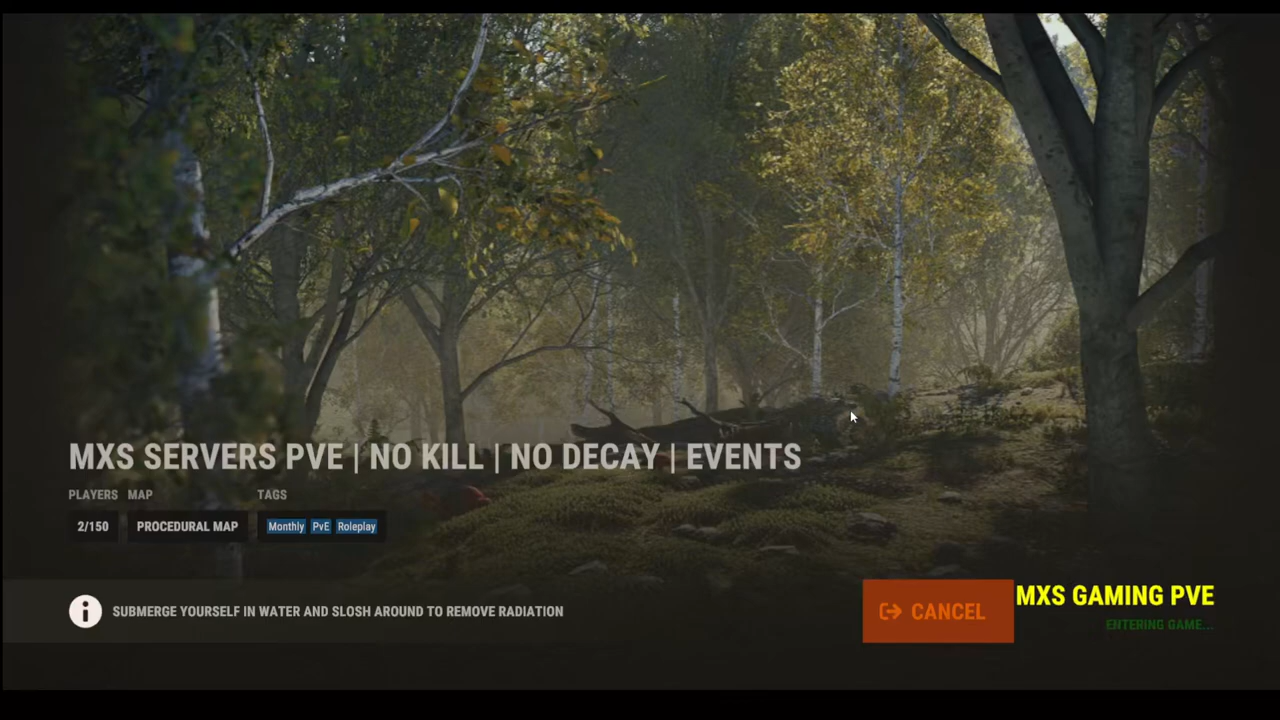 MXS SERVERS PVE | NO KILL | NO DECAY | EVENTS
PLAYERS MAP TAGS
2/150 PROCEDURAL MAP Monthly PvE Roleplay
SUBMERGE YOURSELF IN WATER AND SLOSH AROUND TO REMOVE RADIATION
CANCEL
MXS GAMING PVE
ENTERING GAME...